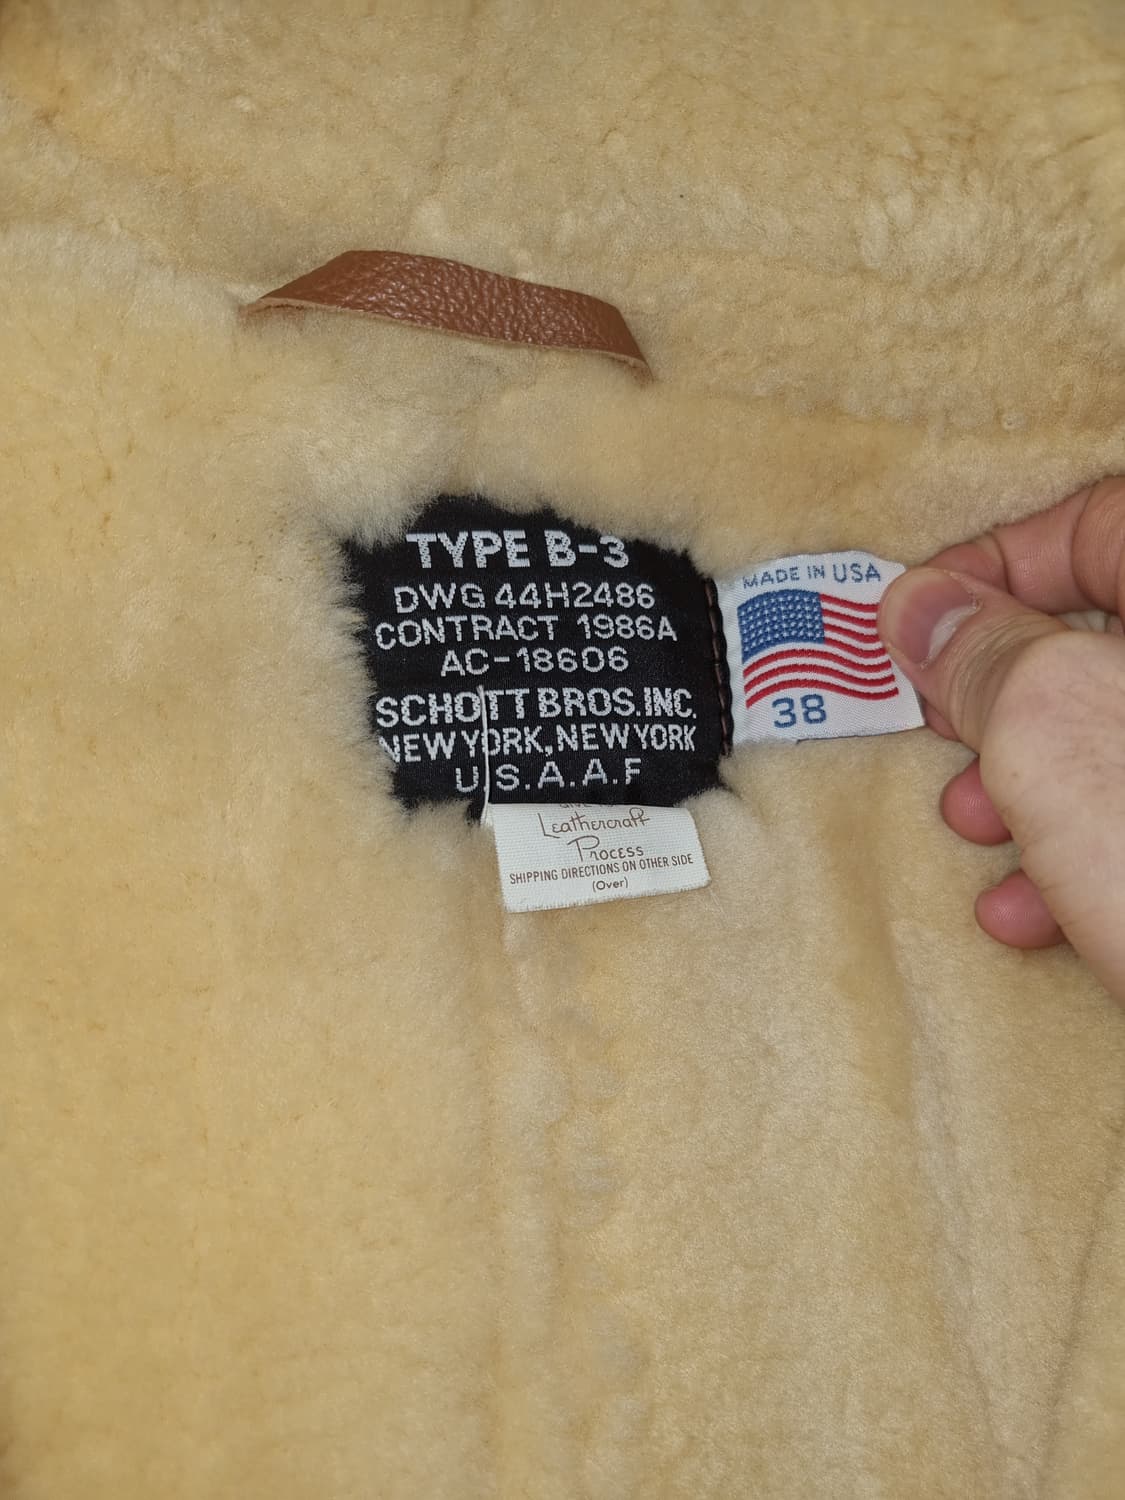 TYPE B-3
DWG 44H2486
CONTRACT 1986A
AC-18606
SCHOTT BROS.INC.
NEW YORK, NEW YORK
U.S.A.A.F
MADE IN USA
38
Leathercraft
Process
SHIPPING DIRECTIONS ON OTHER SIDE
(Over)